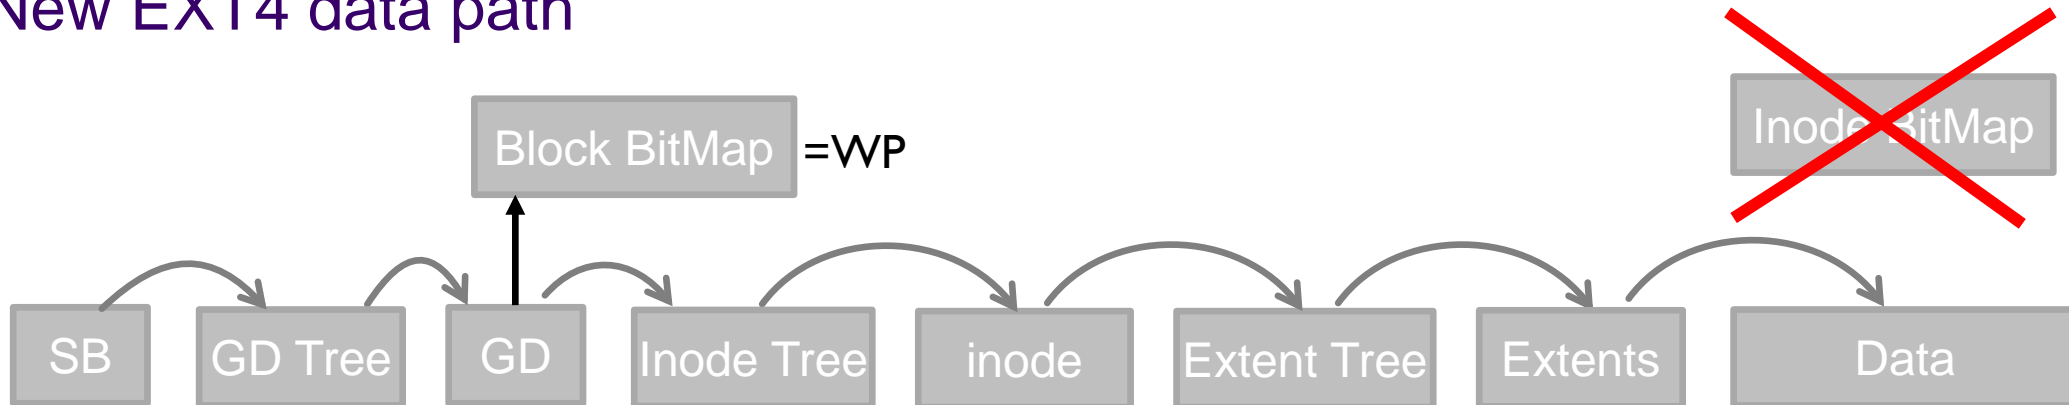 New EXT4 data path
Block BitMap =WP
Inode BitMap
SB
GD Tree
GD
Inode Tree
inode
Extent Tree
Extents
Data